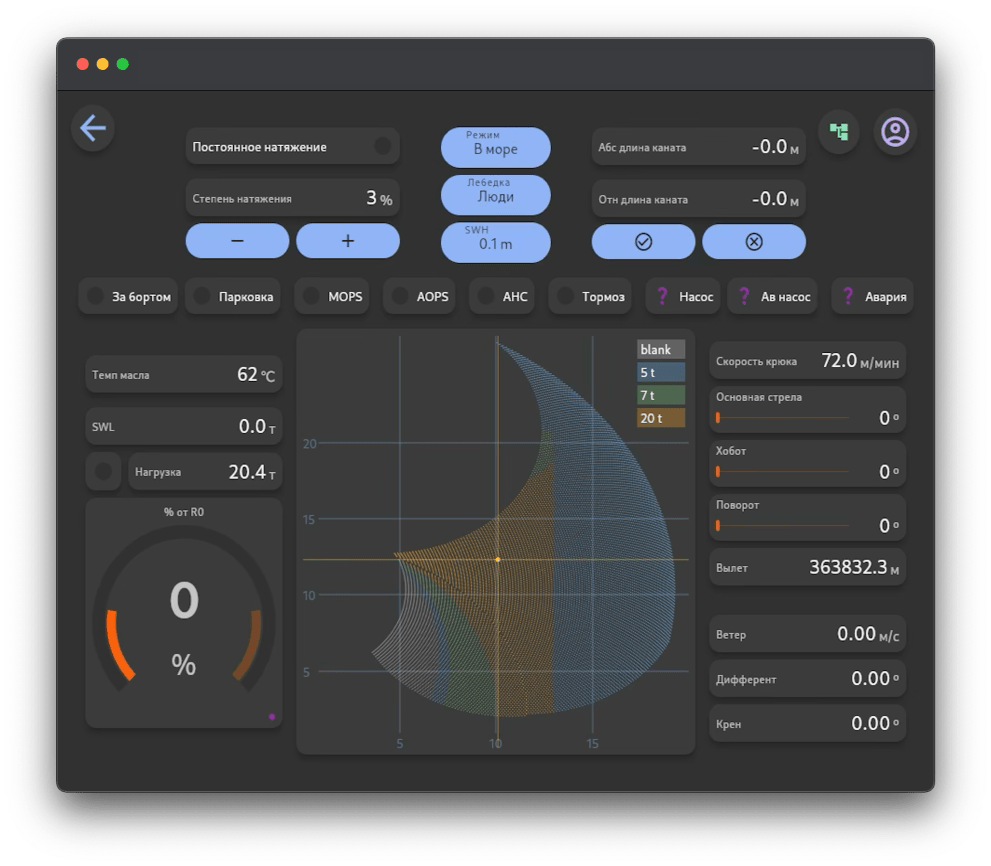 Постоянное натяжение
Режим
В море
Абс длина каната -0.0 м
Степень натяжения 3 %
Лебедка
Люди
Отн длина каната -0.0 м
− +
SWH
0.1 m
За бортом
Парковка
MOPS
AOPS
АНС
Тормоз
? Насос
? Ав насос
? Авария
Темп масла 62 °C
SWL 0.0 т
Нагрузка 20.4 т
% от R0
0
%
blank
5 t
7 t
20 t
20
15
10
5
5 10 15
Скорость крюка 72.0 м/мин
Основная стрела
0 °
Хобот
0 °
Поворот
0 °
Вылет 363832.3 м
Ветер 0.00 м/с
Дифферент 0.00 °
Крен 0.00 °